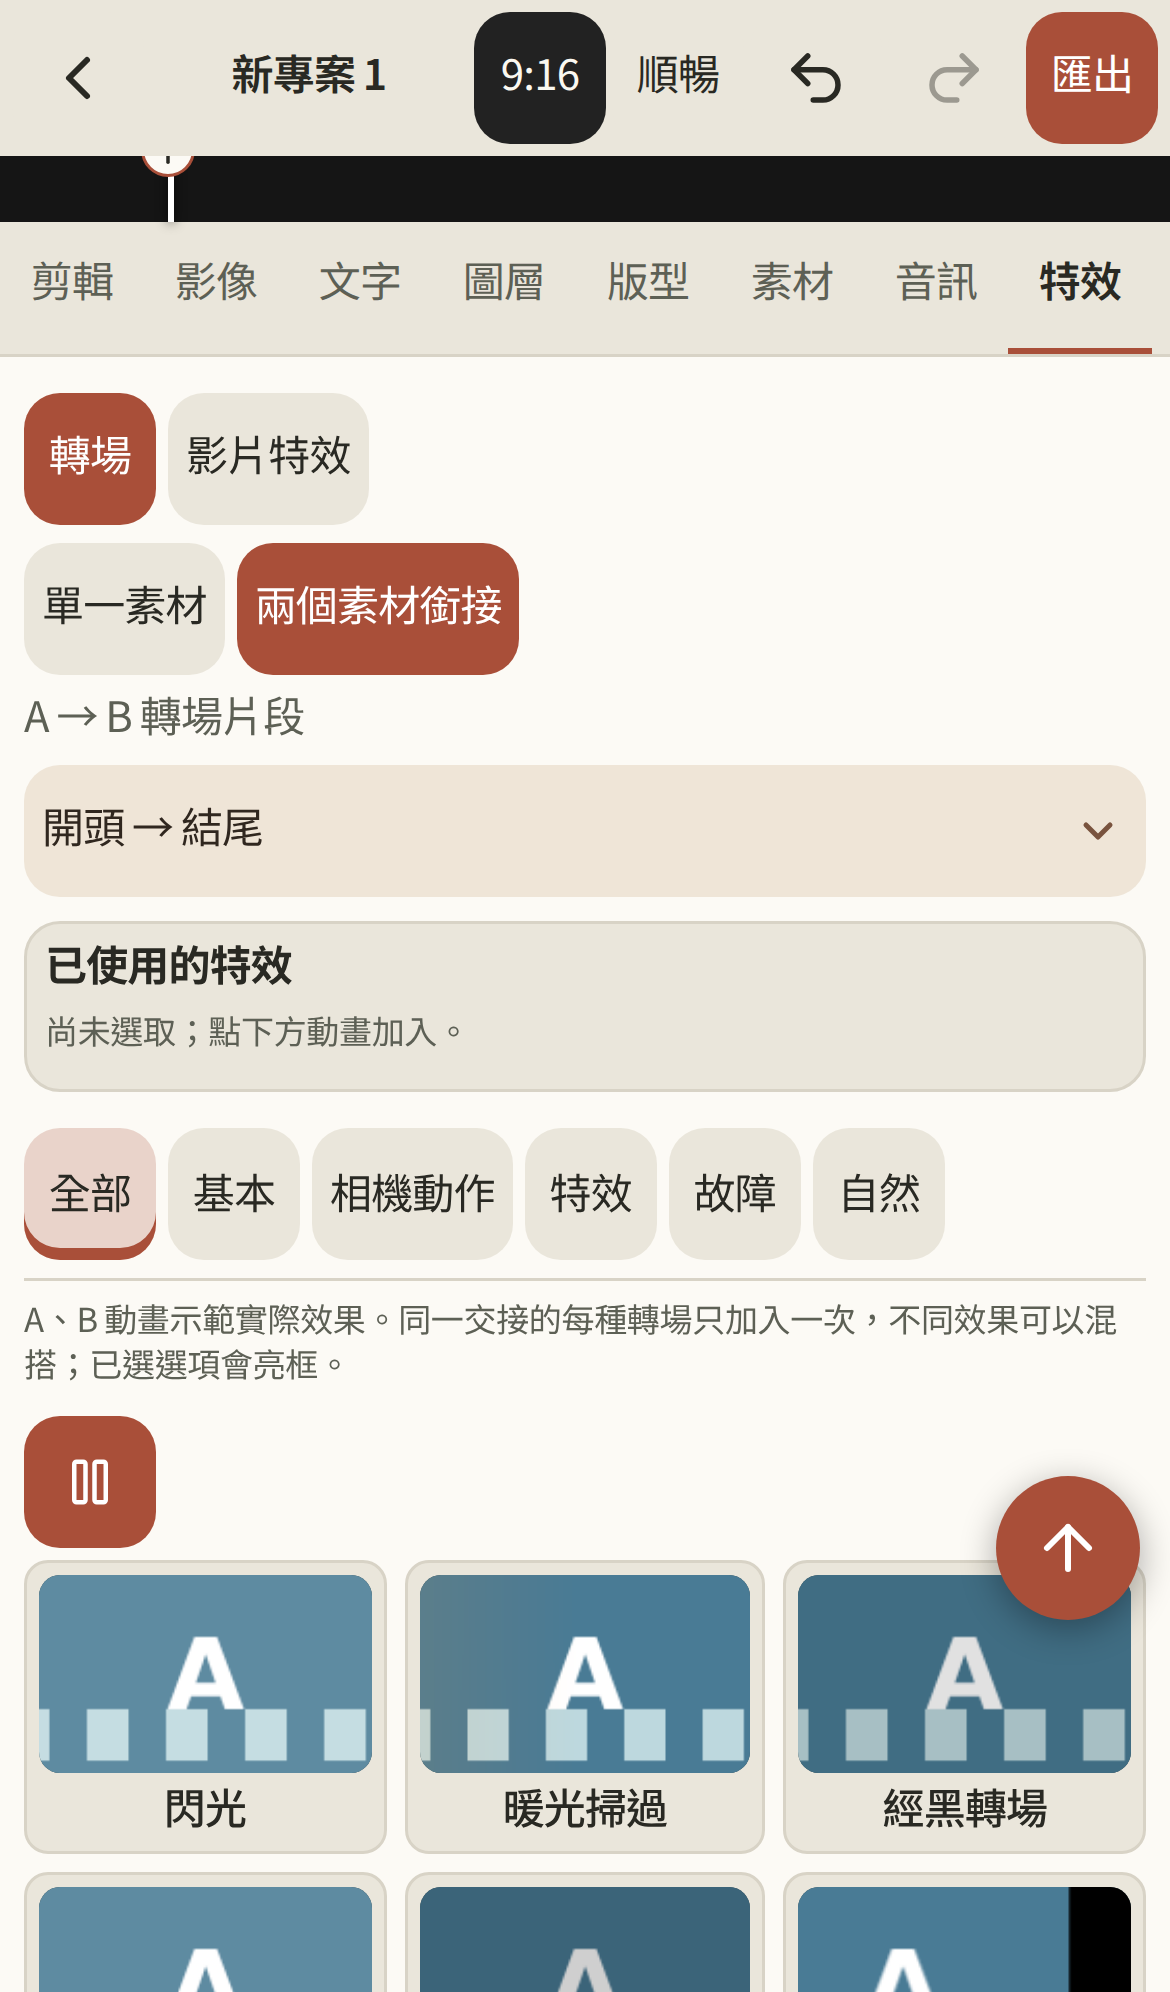 新專案 1
9:16
順暢
匯出
剪輯 影像 文字 圖層 版型 素材 音訊 特效
轉場 影片特效
單一素材 兩個素材銜接
A → B 轉場片段
開頭 → 結尾
已使用的特效
尚未選取；點下方動畫加入。
全部 基本 相機動作 特效 故障 自然
A、B 動畫示範實際效果。同一交接的每種轉場只加入一次，不同效果可以混
搭；已選選項會亮框。
A A A
閃光 暖光掃過 經黑轉場
A A A